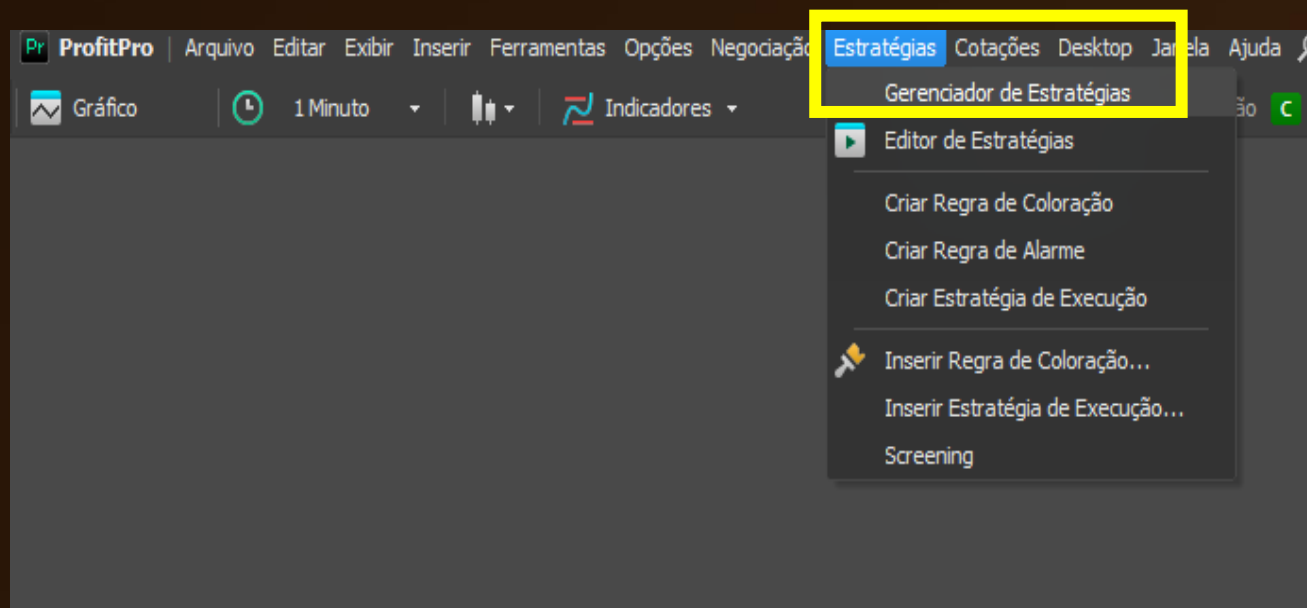 Pr ProfitPro Arquivo Editar Exibir Inserir Ferramentas Opções Negociação Estratégias Cotações Desktop Janela Ajuda
Gráfico 1 Minuto Indicadores
C
Gerenciador de Estratégias
Editor de Estratégias
Criar Regra de Coloração
Criar Regra de Alarme
Criar Estratégia de Execução
Inserir Regra de Coloração...
Inserir Estratégia de Execução...
Screening